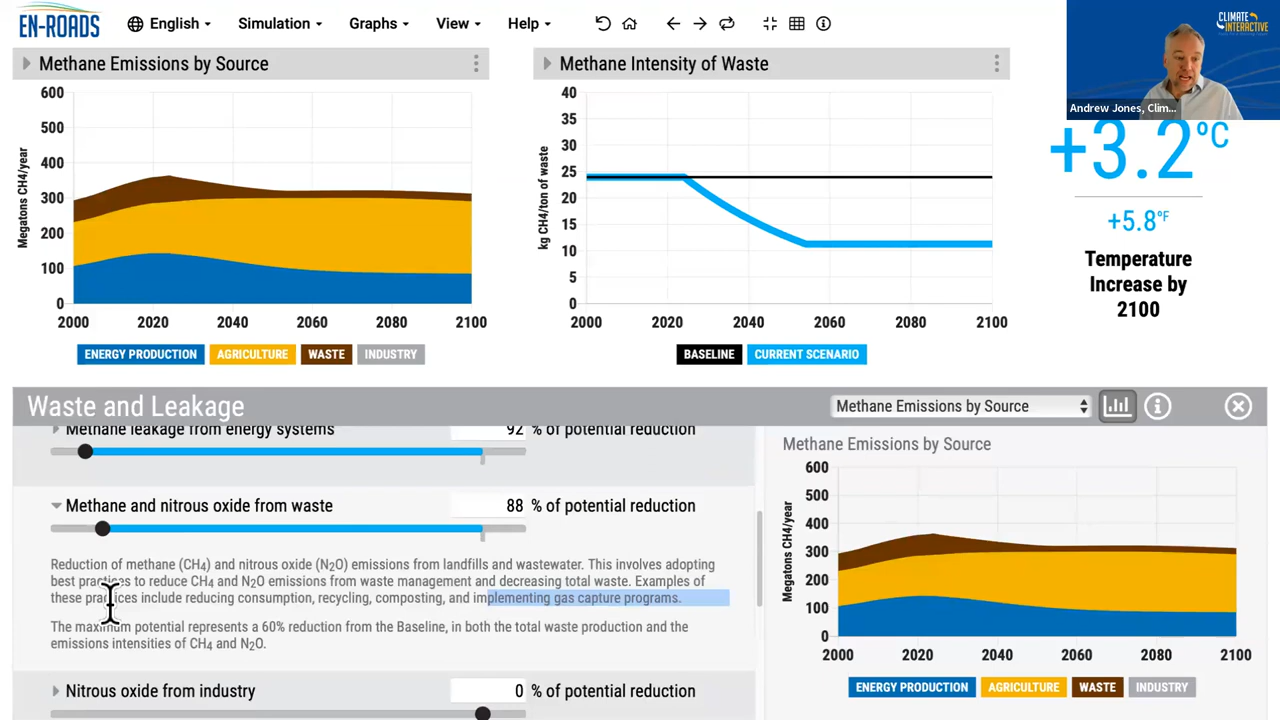 EN-ROADS
English
Simulation
Graphs
View
Help
CLIMATE
INTERACTIVE
Andrew Jones, Clim...
Methane Emissions by Source
600
500
400
300
200
100
0
Megatons CH4/year
2000 2020 2040 2060 2080 2100
ENERGY PRODUCTION AGRICULTURE WASTE INDUSTRY
Methane Intensity of Waste
40
35
30
25
20
15
10
5
0
kg CH4/ton of waste
2000 2020 2040 2060 2080 2100
BASELINE CURRENT SCENARIO
+3.2°C
+5.8°F
Temperature
Increase by
2100
Waste and Leakage
Methane Emissions by Source
Methane leakage from energy systems 92 % of potential reduction
Methane and nitrous oxide from waste 88 % of potential reduction
Reduction of methane (CH4) and nitrous oxide (N2O) emissions from landfills and wastewater. This involves adopting
best practices to reduce CH4 and N2O emissions from waste management and decreasing total waste. Examples of
these practices include reducing consumption, recycling, composting, and implementing gas capture programs.
The maximum potential represents a 60% reduction from the Baseline, in both the total waste production and the
emissions intensities of CH4 and N2O.
Nitrous oxide from industry 0 % of potential reduction
Methane Emissions by Source
600
500
400
300
200
100
0
Megatons CH4/year
2000 2020 2040 2060 2080 2100
ENERGY PRODUCTION AGRICULTURE WASTE INDUSTRY